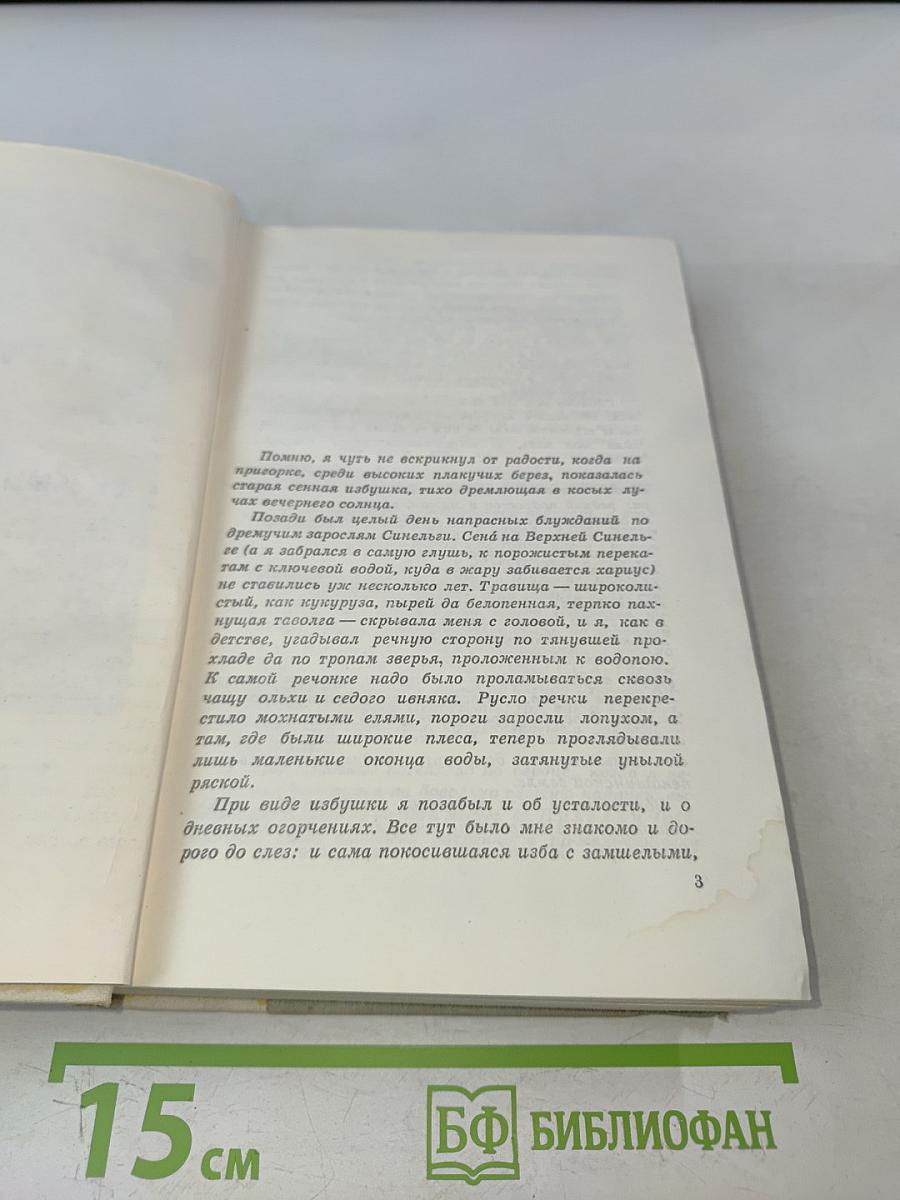 Помню, я чуть не вскрикнул от радости, когда на
пригорке, среди высоких плакучих берез, показалась
старая сенная избушка, тихо дремлющая в косых лу-
чах вечернего солнца.
Позади был целый день напрасных блужданий по
дремучим зарослям Синельги. Сена́ на Верхней Синель-
ге (а я забрался в самую глушь, к порожистым перека-
там с ключевой водой, куда в жару забивается хариус)
не ставились уж несколько лет. Травища — широколи-
стый, как кукуруза, пырей да белопенная, терпко пах-
нущая таволга — скрывала меня с головой, и я, как в
детстве, угадывал речную сторону по тянувшей про-
хладе да по тропам зверья, проложенным к водопою.
К самой речонке надо было проламываться сквозь
чащу ольхи и седого ивняка. Русло речки перекре-
стило мохнатыми елями, пороги заросли лопухом, а
там, где были широкие плеса, теперь проглядывали
лишь маленькие оконца воды, затянутые унылой
ряской.
При виде избушки я позабыл и об усталости, и о
дневных огорчениях. Все тут было мне знакомо и до-
рого до слез: и сама покосившаяся изба с замшелыми,
3
15 см
БФ БИБЛИОФАН